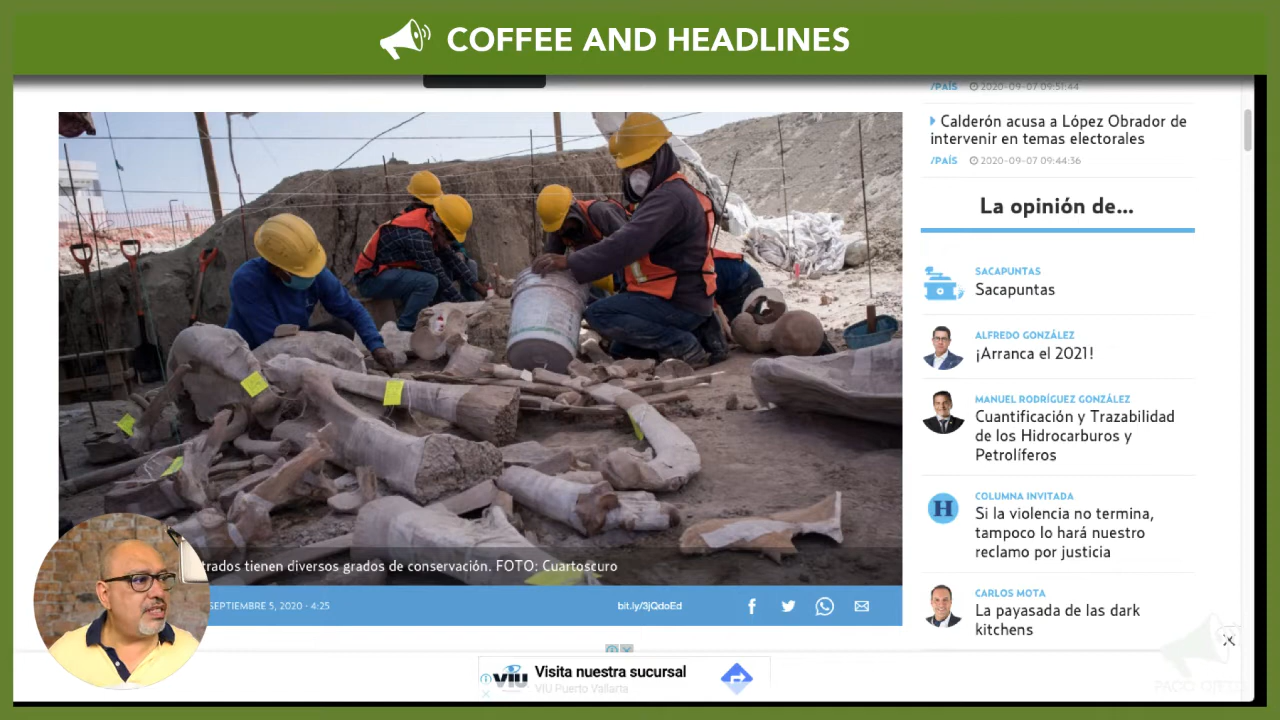 COFFEE AND HEADLINES
/PAÍS 2020-09-07 09:51:44
Calderón acusa a López Obrador de
intervenir en temas electorales
/PAÍS 2020-09-07 09:44:36
La opinión de...
SACAPUNTAS
Sacapuntas
ALFREDO GONZÁLEZ
¡Arranca el 2021!
MANUEL RODRÍGUEZ GONZÁLEZ
Cuantificación y Trazabilidad
de los Hidrocarburos y
Petrolíferos
COLUMNA INVITADA
H
Si la violencia no termina,
tampoco lo hará nuestro
reclamo por justicia
CARLOS MOTA
La payasada de las dark
kitchens
trados tienen diversos grados de conservación. FOTO: Cuartoscuro
SEPTIEMBRE 5, 2020 · 4:25
bit.ly/3jQdoEd
VIU
Visita nuestra sucursal
VIU Puerto Vallarta